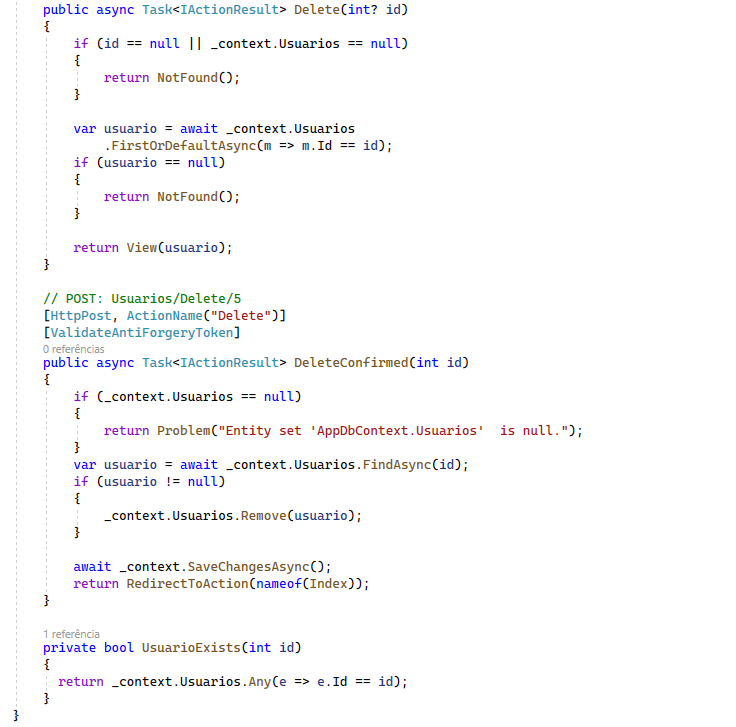 public async Task<IActionResult> Delete(int? id)
{
if (id == null || _context.Usuarios == null)
{
return NotFound();
}
var usuario = await _context.Usuarios
.FirstOrDefaultAsync(m => m.Id == id);
if (usuario == null)
{
return NotFound();
}
return View(usuario);
}
// POST: Usuarios/Delete/5
[HttpPost, ActionName("Delete")]
[ValidateAntiForgeryToken]
0 referências
public async Task<IActionResult> DeleteConfirmed(int id)
{
if (_context.Usuarios == null)
{
return Problem("Entity set 'AppDbContext.Usuarios'  is null.");
}
var usuario = await _context.Usuarios.FindAsync(id);
if (usuario != null)
{
_context.Usuarios.Remove(usuario);
}
await _context.SaveChangesAsync();
return RedirectToAction(nameof(Index));
}
1 referência
private bool UsuarioExists(int id)
{
return _context.Usuarios.Any(e => e.Id == id);
}
}